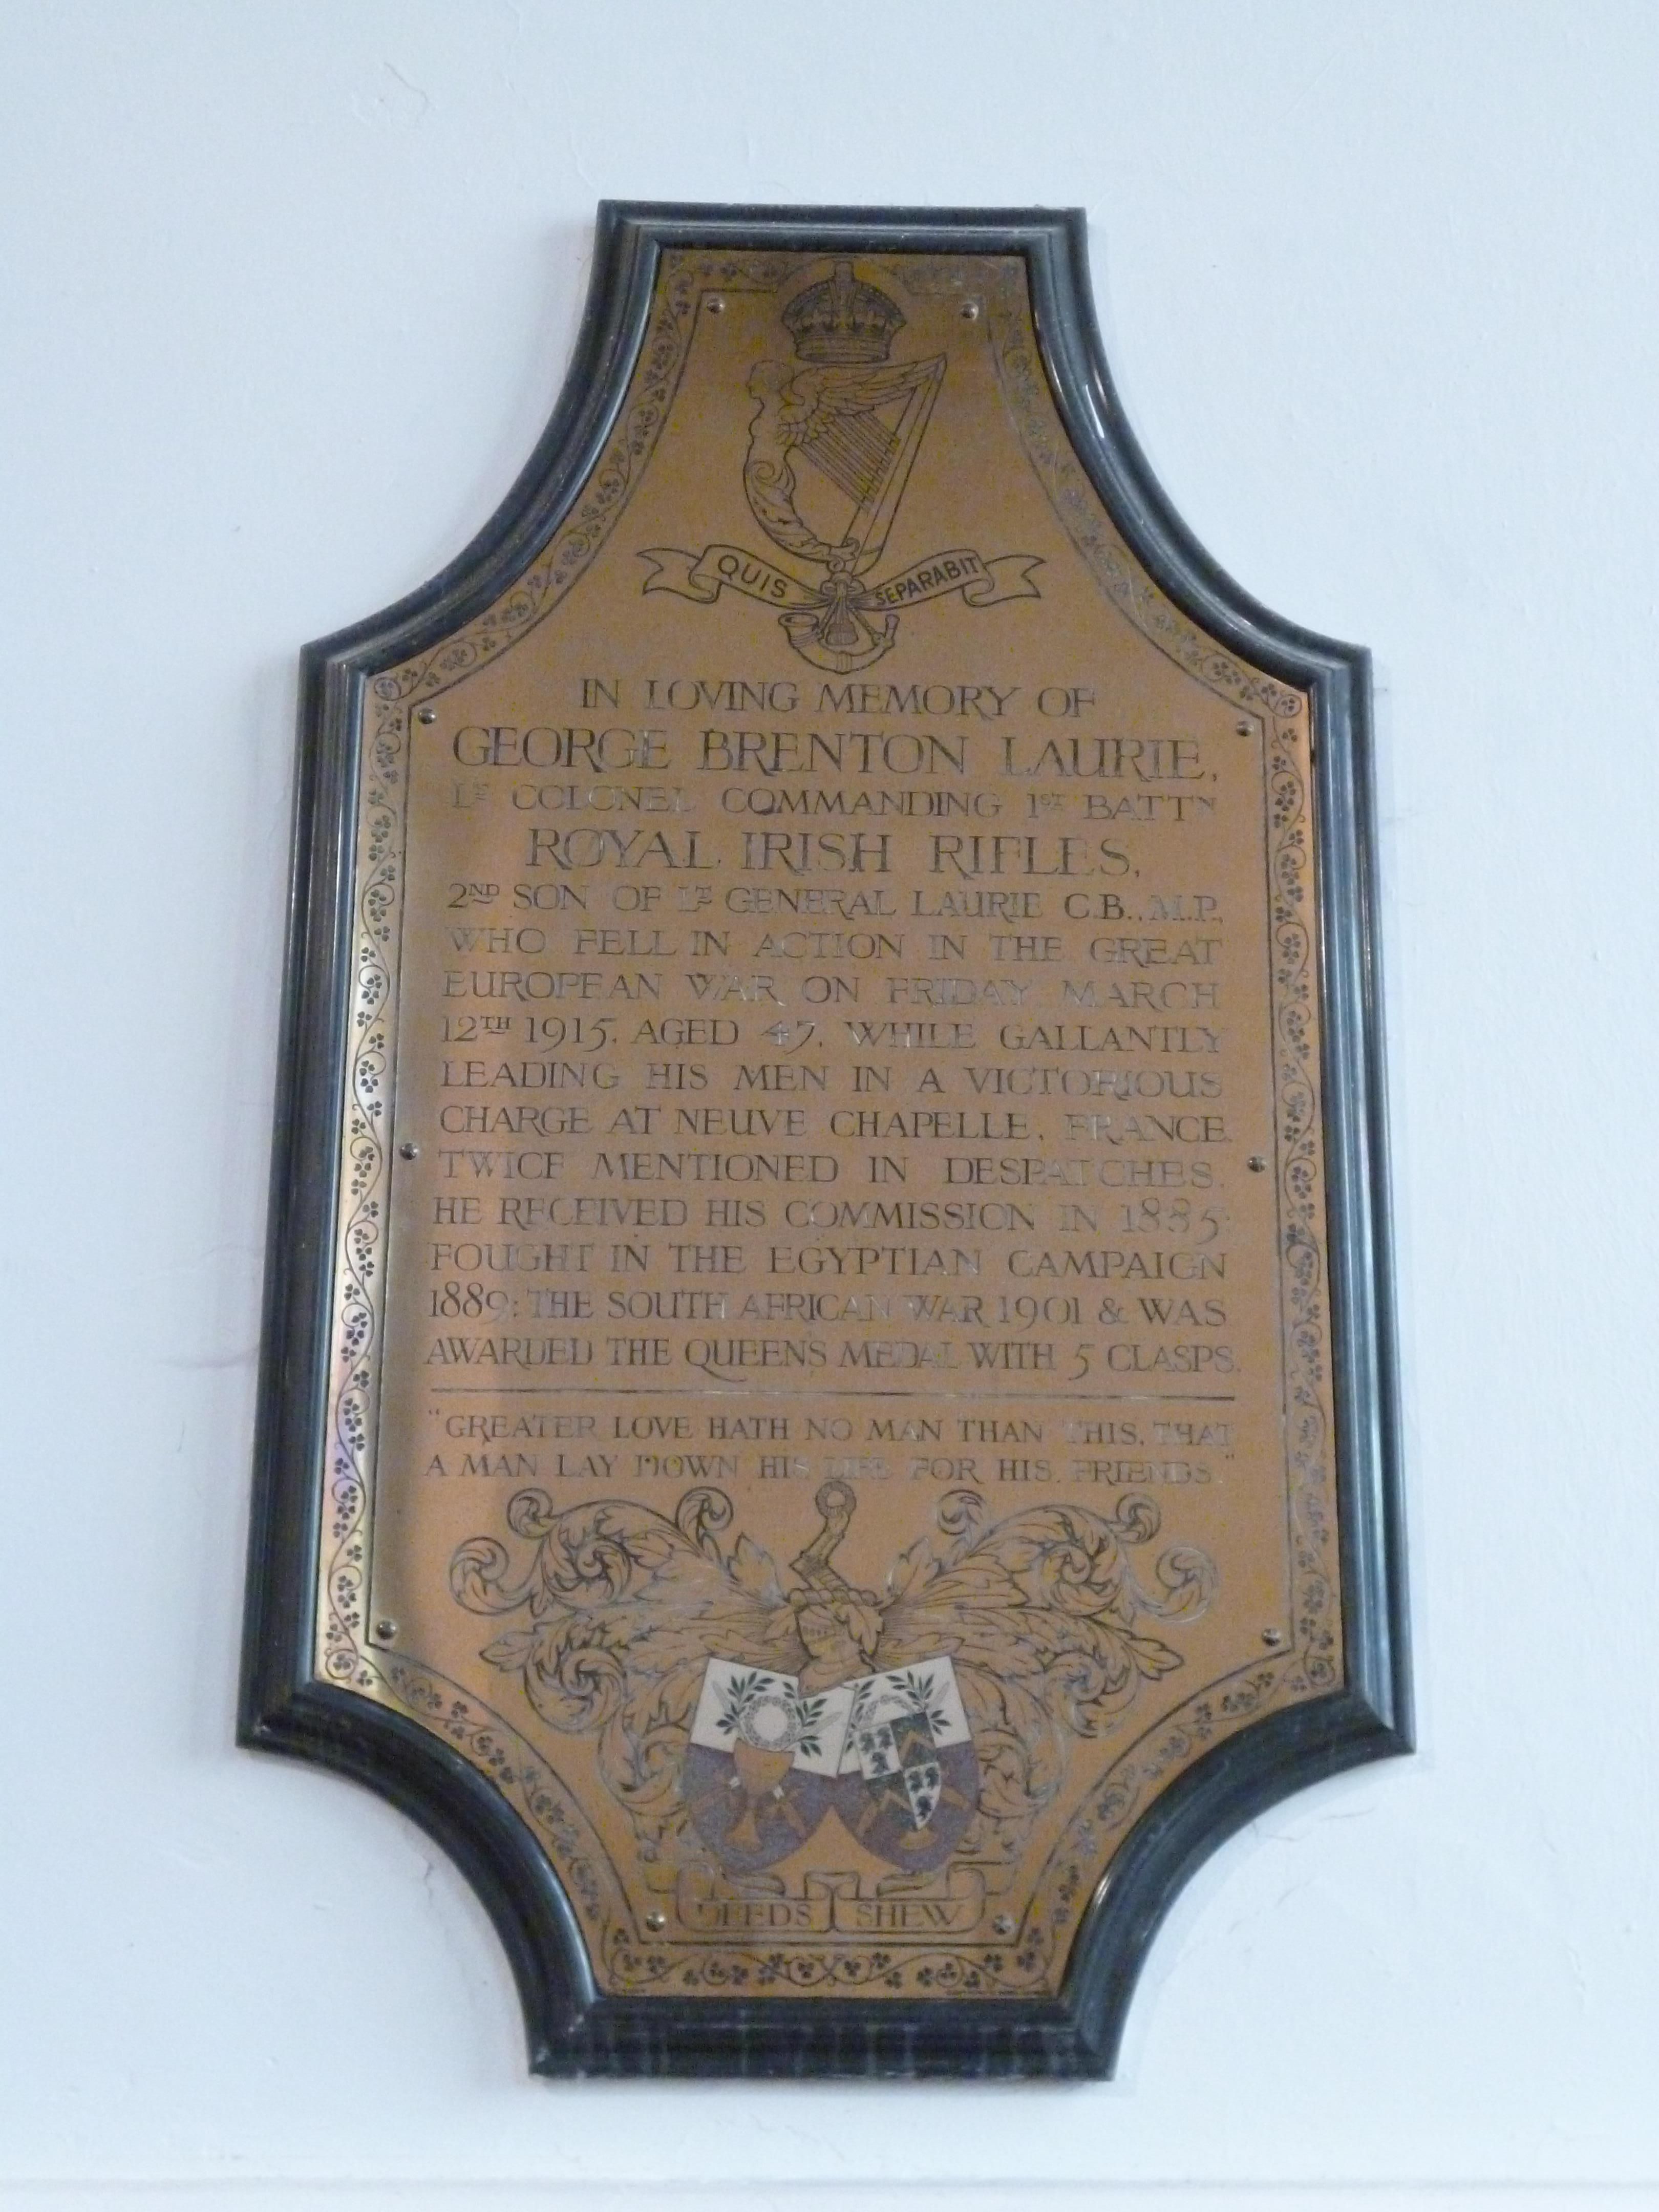 QUIS SEPARABIT
IN LOVING MEMORY OF
GEORGE BRENTON LAURIE,
LT COLONEL COMMANDING 1ST BATTN
ROYAL IRISH RIFLES,
2ND SON OF LT GENERAL LAURIE C.B., M.P.,
WHO FELL IN ACTION IN THE GREAT
EUROPEAN WAR ON FRIDAY MARCH
12TH 1915, AGED 47, WHILE GALLANTLY
LEADING HIS MEN IN A VICTORIOUS
CHARGE AT NEUVE CHAPELLE, FRANCE.
TWICE MENTIONED IN DESPATCHES.
HE RECEIVED HIS COMMISSION IN 1885:
FOUGHT IN THE EGYPTIAN CAMPAIGN
1889: THE SOUTH AFRICAN WAR 1901 & WAS
AWARDED THE QUEENS MEDAL WITH 5 CLASPS.
"GREATER LOVE HATH NO MAN THAN THIS, THAT
A MAN LAY DOWN HIS LIFE FOR HIS FRIENDS."
DEEDS SHEW